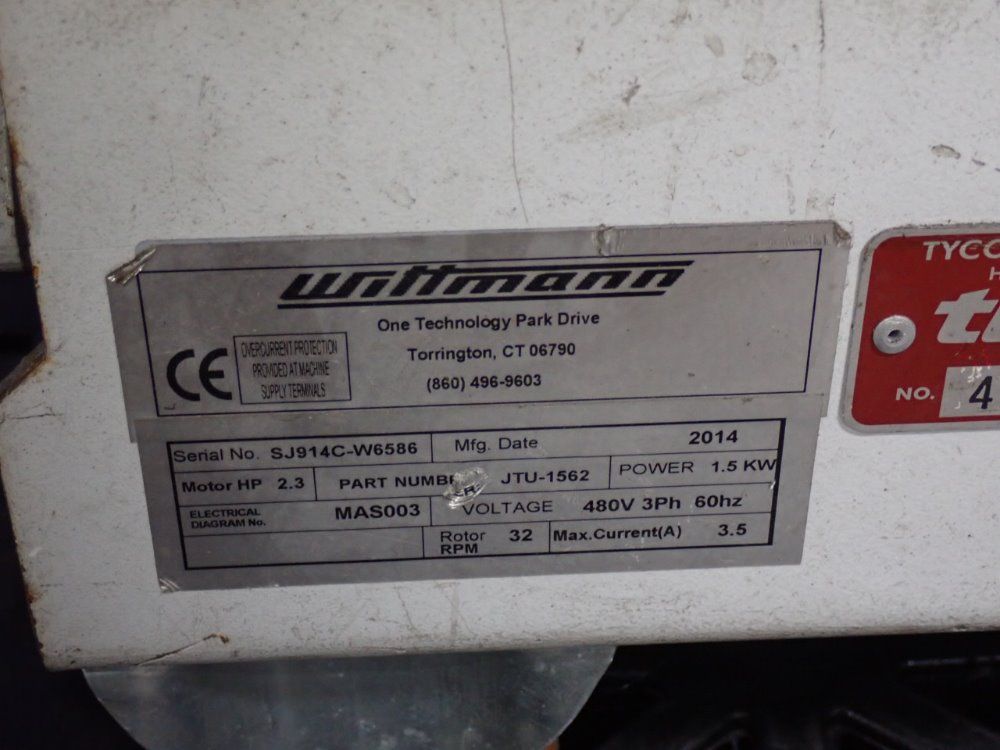 wittmann
One Technology Park Drive
Torrington, CT 06790
(860) 496-9603
CE
OVERCURRENT PROTECTION
PROVIDED AT MACHINE
SUPPLY TERMINALS
Serial No. SJ914C-W6586 Mfg. Date 2014
Motor HP 2.3 PART NUMBER: JTU-1562 POWER 1.5 KW
ELECTRICAL
DIAGRAM No. MAS003 VOLTAGE 480V 3Ph 60hz
Rotor
RPM 32 Max.Current(A) 3.5
TYCO
NO. 4